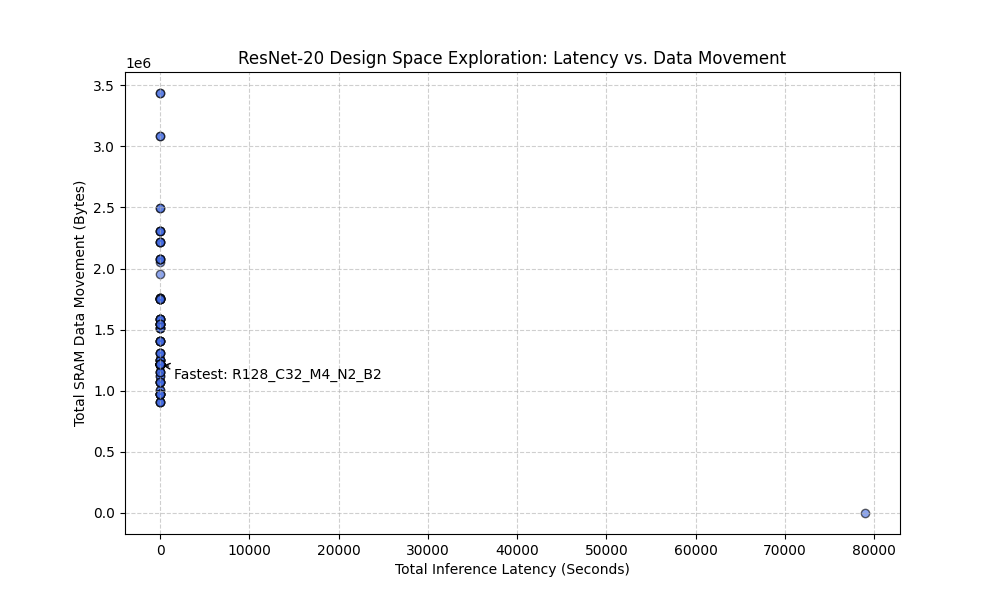 ResNet-20 Design Space Exploration: Latency vs. Data Movement
1e6
3.5
3.0
2.5
2.0
1.5
1.0
0.5
0.0
Total SRAM Data Movement (Bytes)
Fastest: R128_C32_M4_N2_B2
0 10000 20000 30000 40000 50000 60000 70000 80000
Total Inference Latency (Seconds)